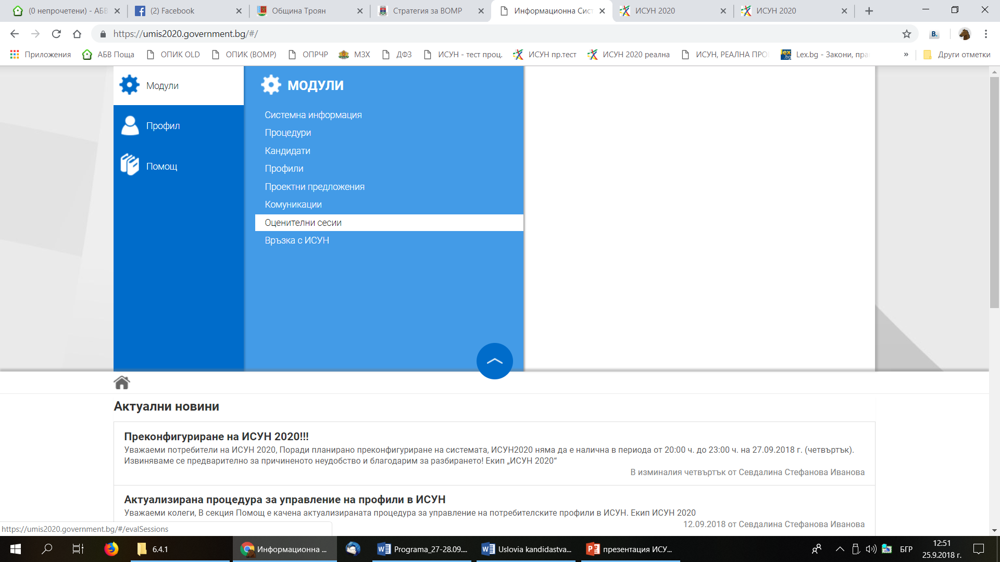 (0 непрочетени) - АБВ
(2) Facebook
Община Троян
Стратегия за ВОМР
Информационна Сист
ИСУН 2020
ИСУН 2020
https://umis2020.government.bg/#/
Приложения
АБВ Поща
ОПИК OLD
ОПИК (ВОМР)
ОПРЧР
МЗХ
ДФЗ
ИСУН - тест проц.
ИСУН пр.тест
ИСУН 2020 реална
ИСУН, РЕАЛНА ПРО
Lex.bg - Закони, пра
»
Други отметки
Модули
Профил
Помощ
МОДУЛИ
Системна информация
Процедури
Кандидати
Профили
Проектни предложения
Комуникации
Оценителни сесии
Връзка с ИСУН
Актуални новини
Преконфигуриране на ИСУН 2020!!!
Уважаеми потребители на ИСУН 2020, Поради планирано преконфигуриране на системата, ИСУН2020 няма да е налична в периода от 20:00 ч. до 23:00 ч. на 27.09.2018 г. (четвъртък).
Извиняваме се предварително за причиненото неудобство и благодарим за разбирането! Екип „ИСУН 2020“
В изминалия четвъртък от Севдалина Стефанова Иванова
Актуализирана процедура за управление на профили в ИСУН
Уважаеми колеги, В секция Помощ е качена актуализираната процедура за управление на потребителските профили в ИСУН. Екип ИСУН 2020
12.09.2018 от Севдалина Стефанова Иванова
https://umis2020.government.bg/#/evalSessions
6.4.1
Информационна ...
Programa_27-28.09....
Uslovia kandidastva...
презентация ИСУ...
БГР
12:51
25.9.2018 г.